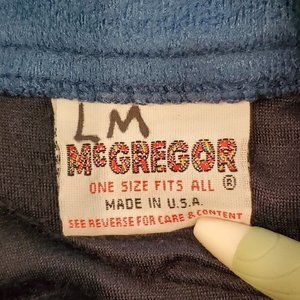 LM
McGREGOR
ONE SIZE FITS ALL ®
MADE IN U.S.A.
SEE REVERSE FOR CARE & CONTENT